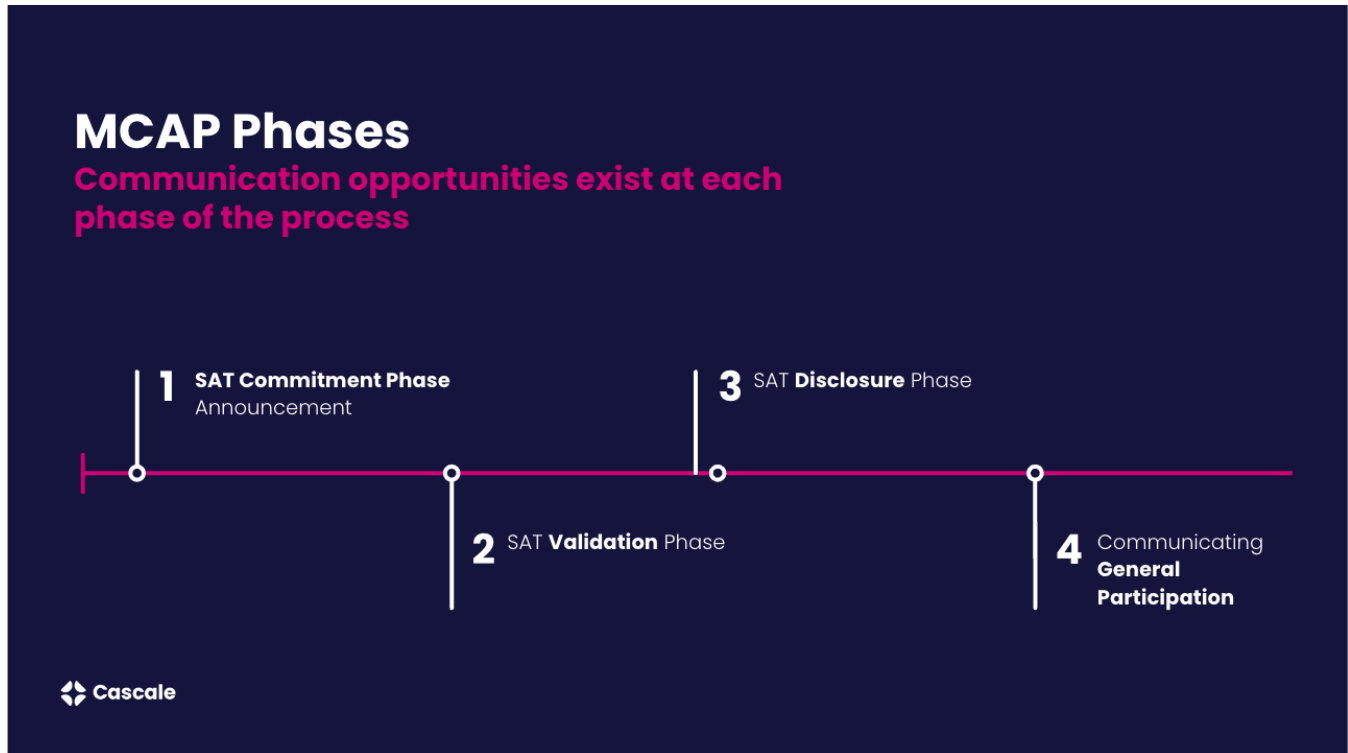 MCAP Phases
Communication opportunities exist at each
phase of the process
1 SAT Commitment Phase
Announcement
2 SAT Validation Phase
3 SAT Disclosure Phase
4 Communicating
General
Participation
Cascale